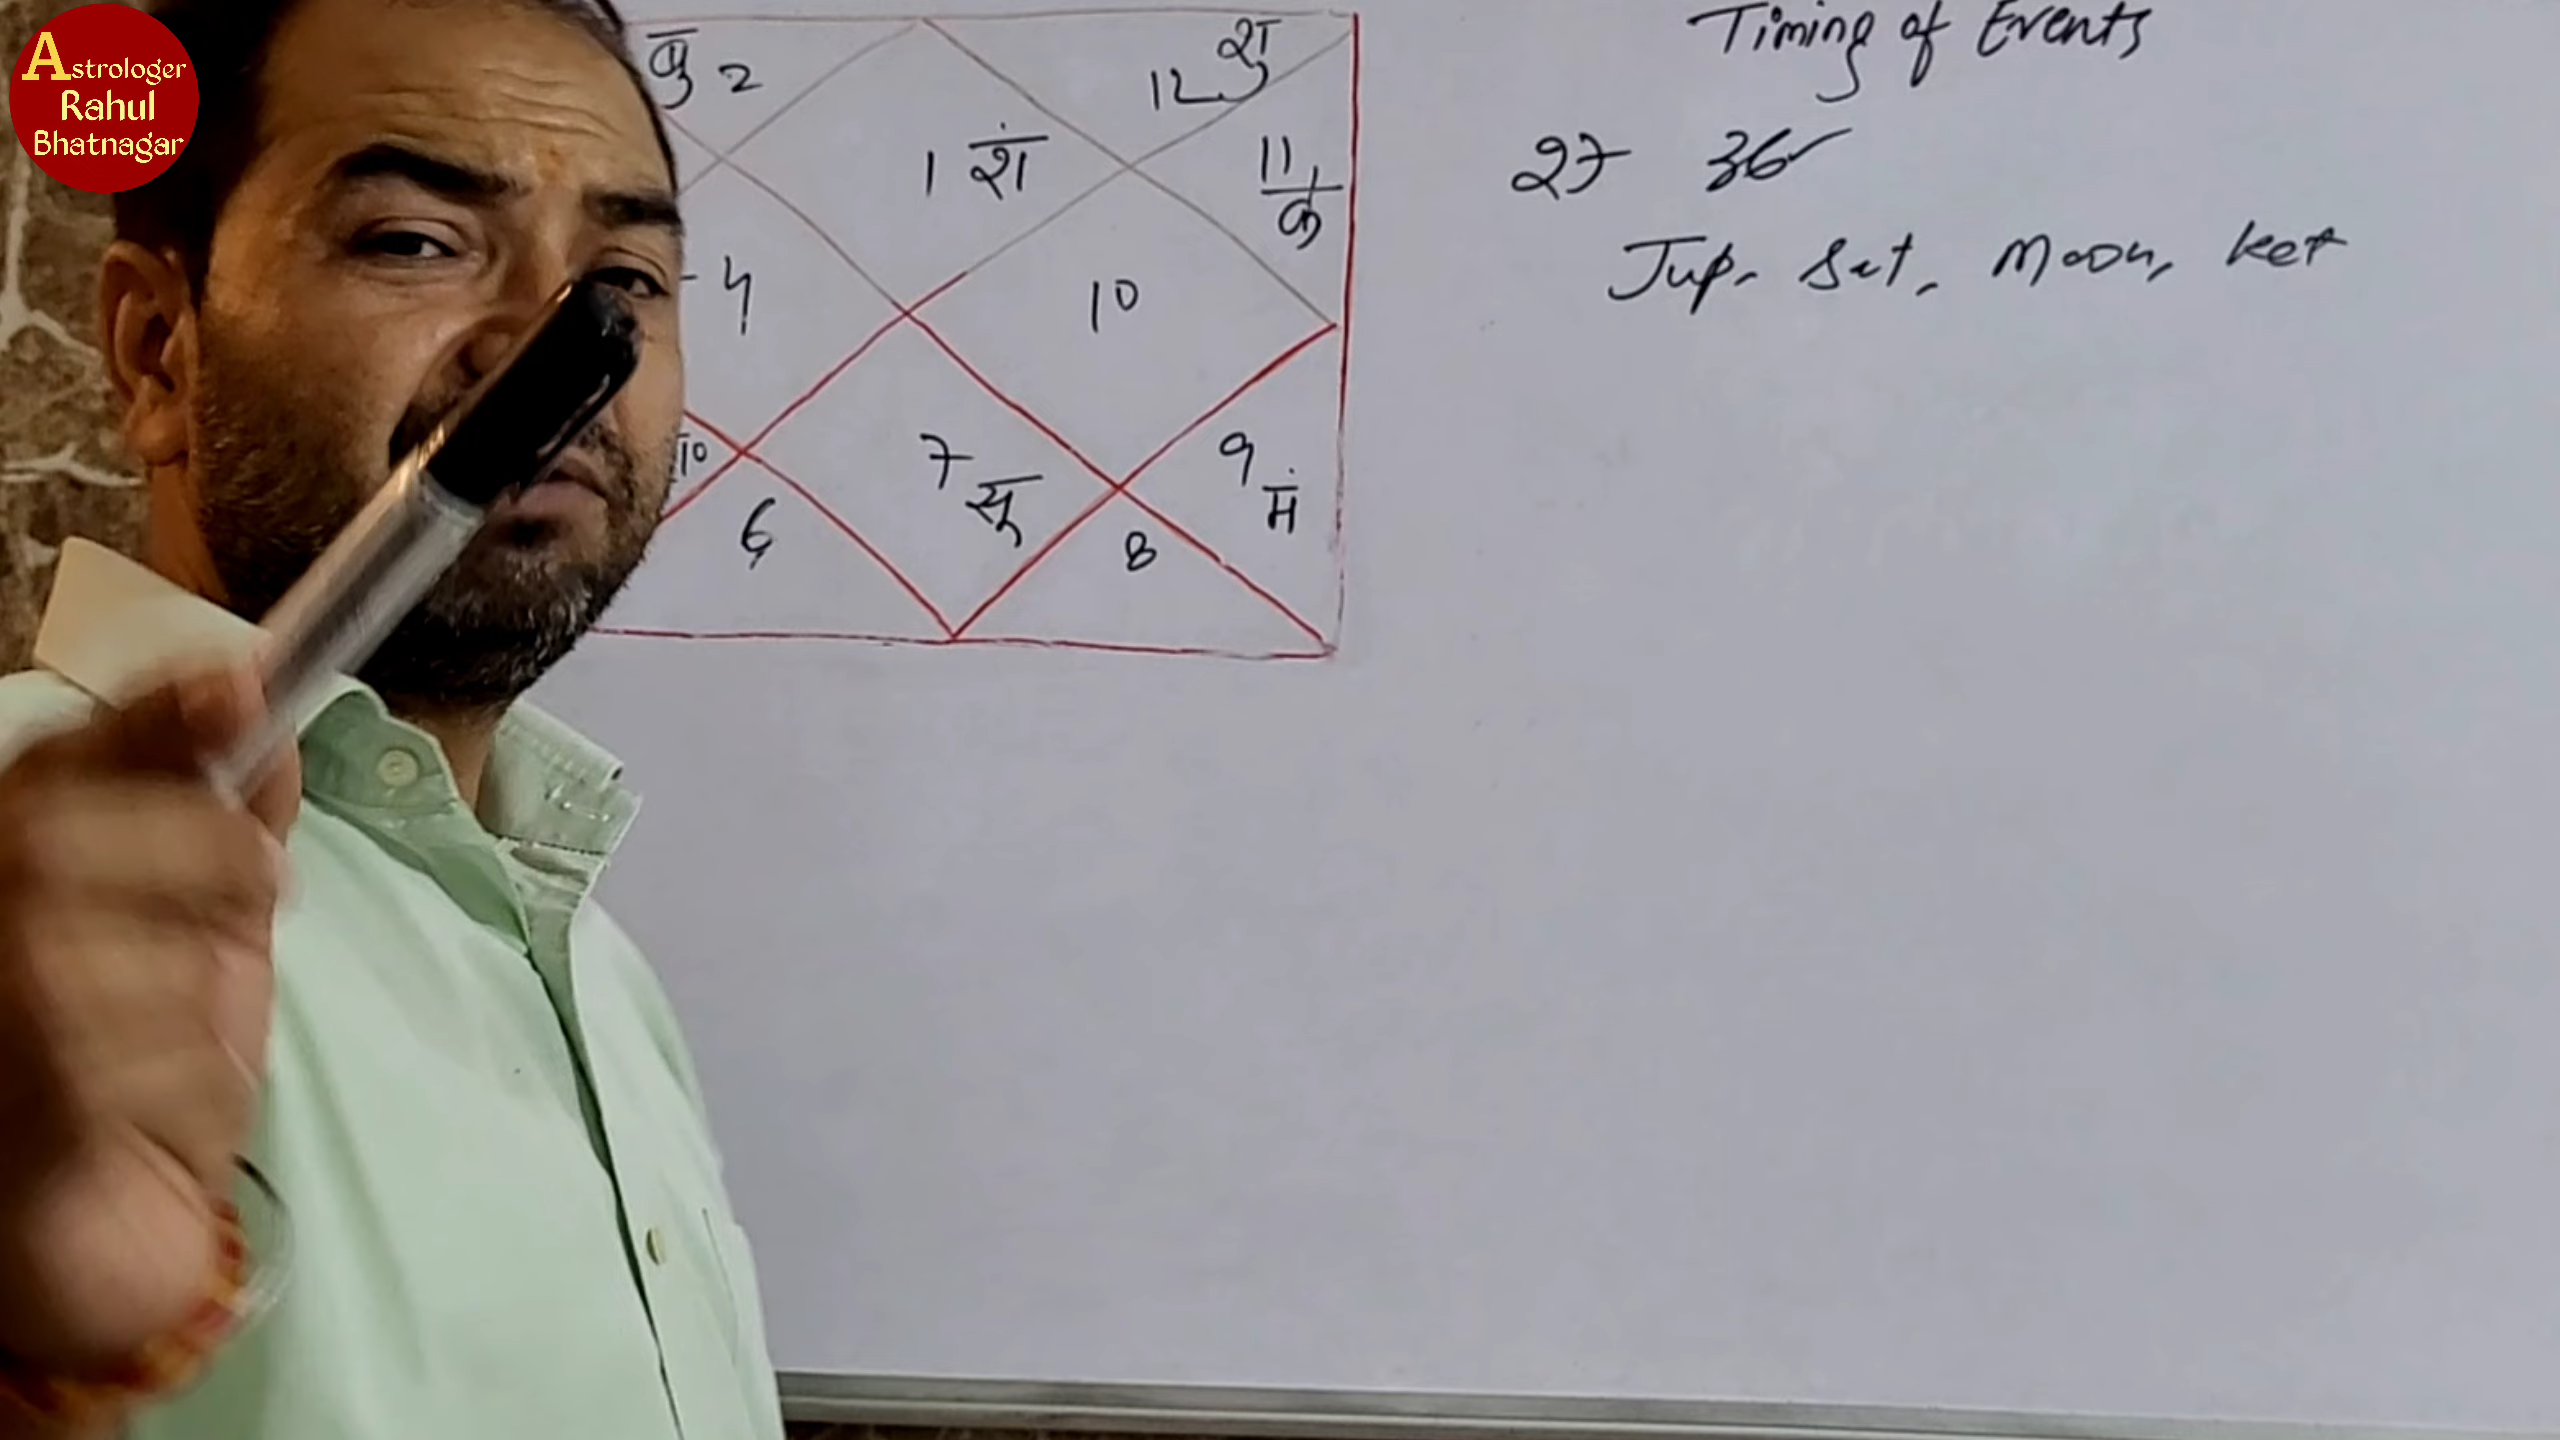 Astrologer
Rahul
Bhatnagar
Timing of Events
27 36✓
Jup. Sat, Moon, Ket
बु 2
12 शु
1 शं
11
के
4
10
10
7 सू
9 मं
6
8